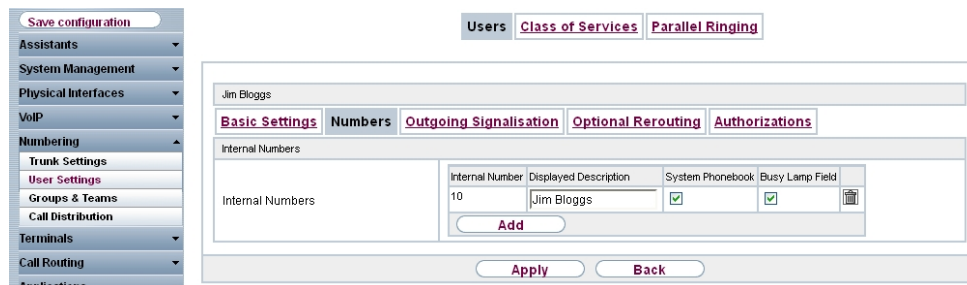 Save configuration
Assistants
System Management
Physical Interfaces
VoIP
Numbering
Trunk Settings
User Settings
Groups & Teams
Call Distribution
Terminals
Call Routing
Applications
Users Class of Services Parallel Ringing
Jim Bloggs
Basic Settings Numbers Outgoing Signalisation Optional Rerouting Authorizations
Internal Numbers
Internal Number Displayed Description System Phonebook Busy Lamp Field
Internal Numbers 10 Jim Bloggs
Add
Apply Back